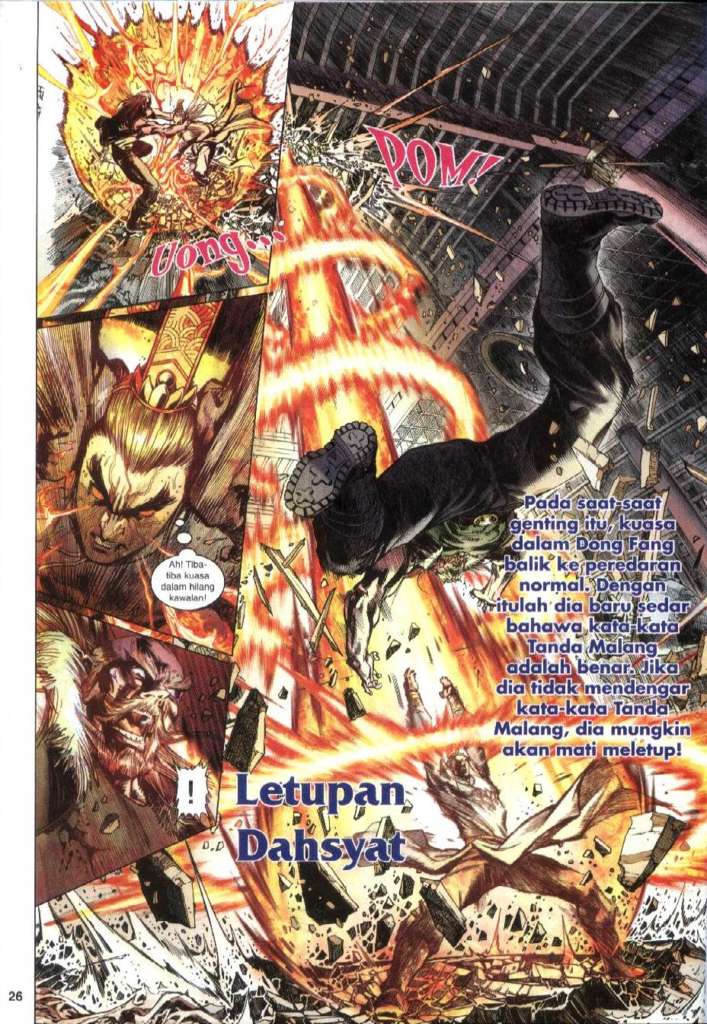 Uong...
POM!
Ah! Tiba-
tiba kuasa
dalam hilang
kawalan!
!
Pada saat-saat
genting itu, kuasa
dalam Dong Fang
balik ke peredaran
normal. Dengan
itulah dia baru sedar
bahawa kata-kata
Tanda Malang
adalah benar. Jika
dia tidak mendengar
kata-kata Tanda
Malang, dia mungkin
akan mati meletup!
Letupan
Dahsyat
26